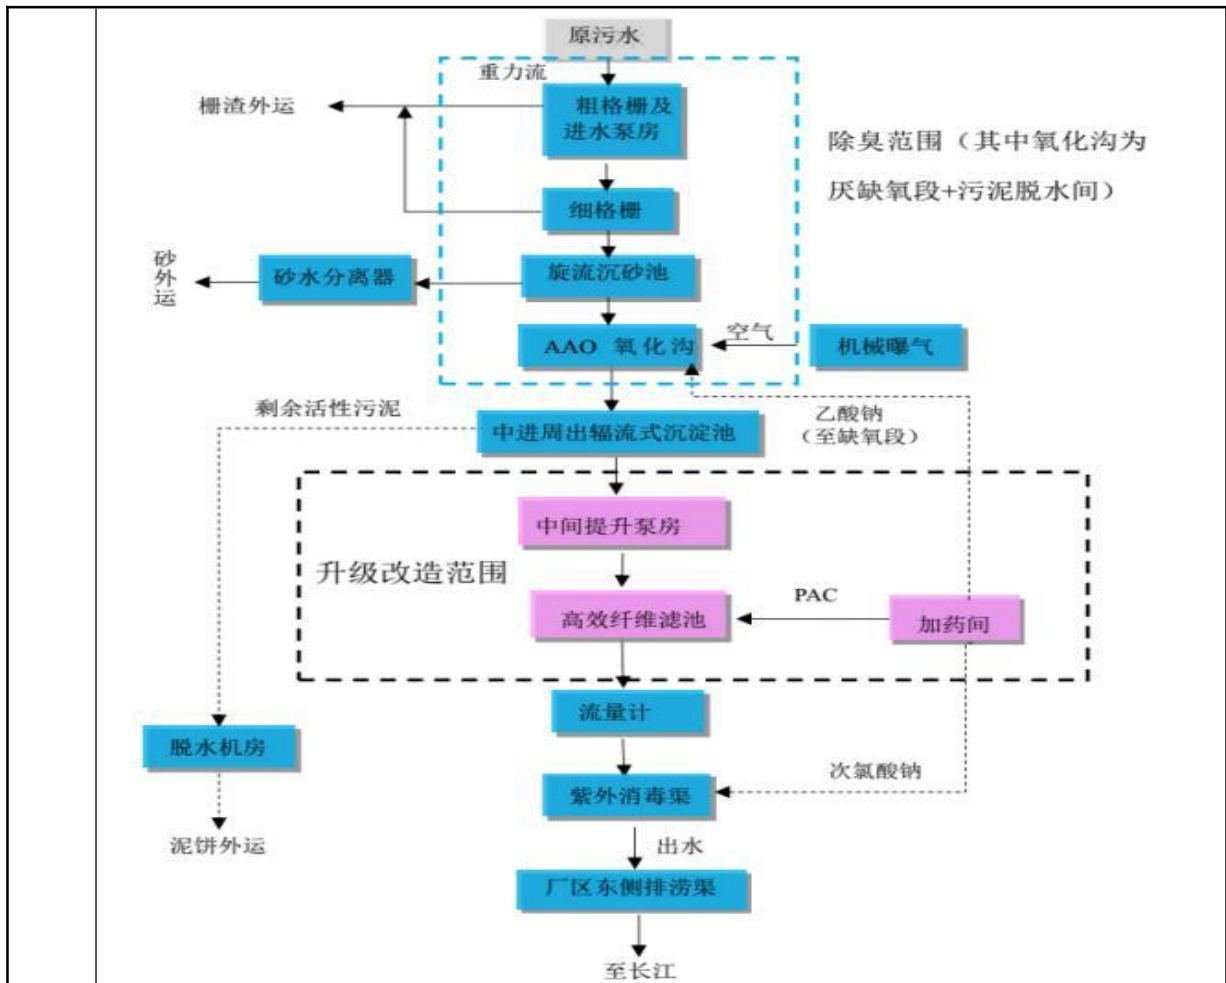 原污水
重力流
栅渣外运
粗格栅及
进水泵房
除臭范围（其中氧化沟为
厌缺氧段+污泥脱水间）
细格栅
砂外运
砂水分离器
旋流沉砂池
AAO 氧化沟
空气
机械曝气
剩余活性污泥
乙酸钠
（至缺氧段）
中进周出辐流式沉淀池
中间提升泵房
升级改造范围
PAC
高效纤维滤池
加药间
流量计
脱水机房
次氯酸钠
紫外消毒渠
泥饼外运
出水
厂区东侧排涝渠
至长江